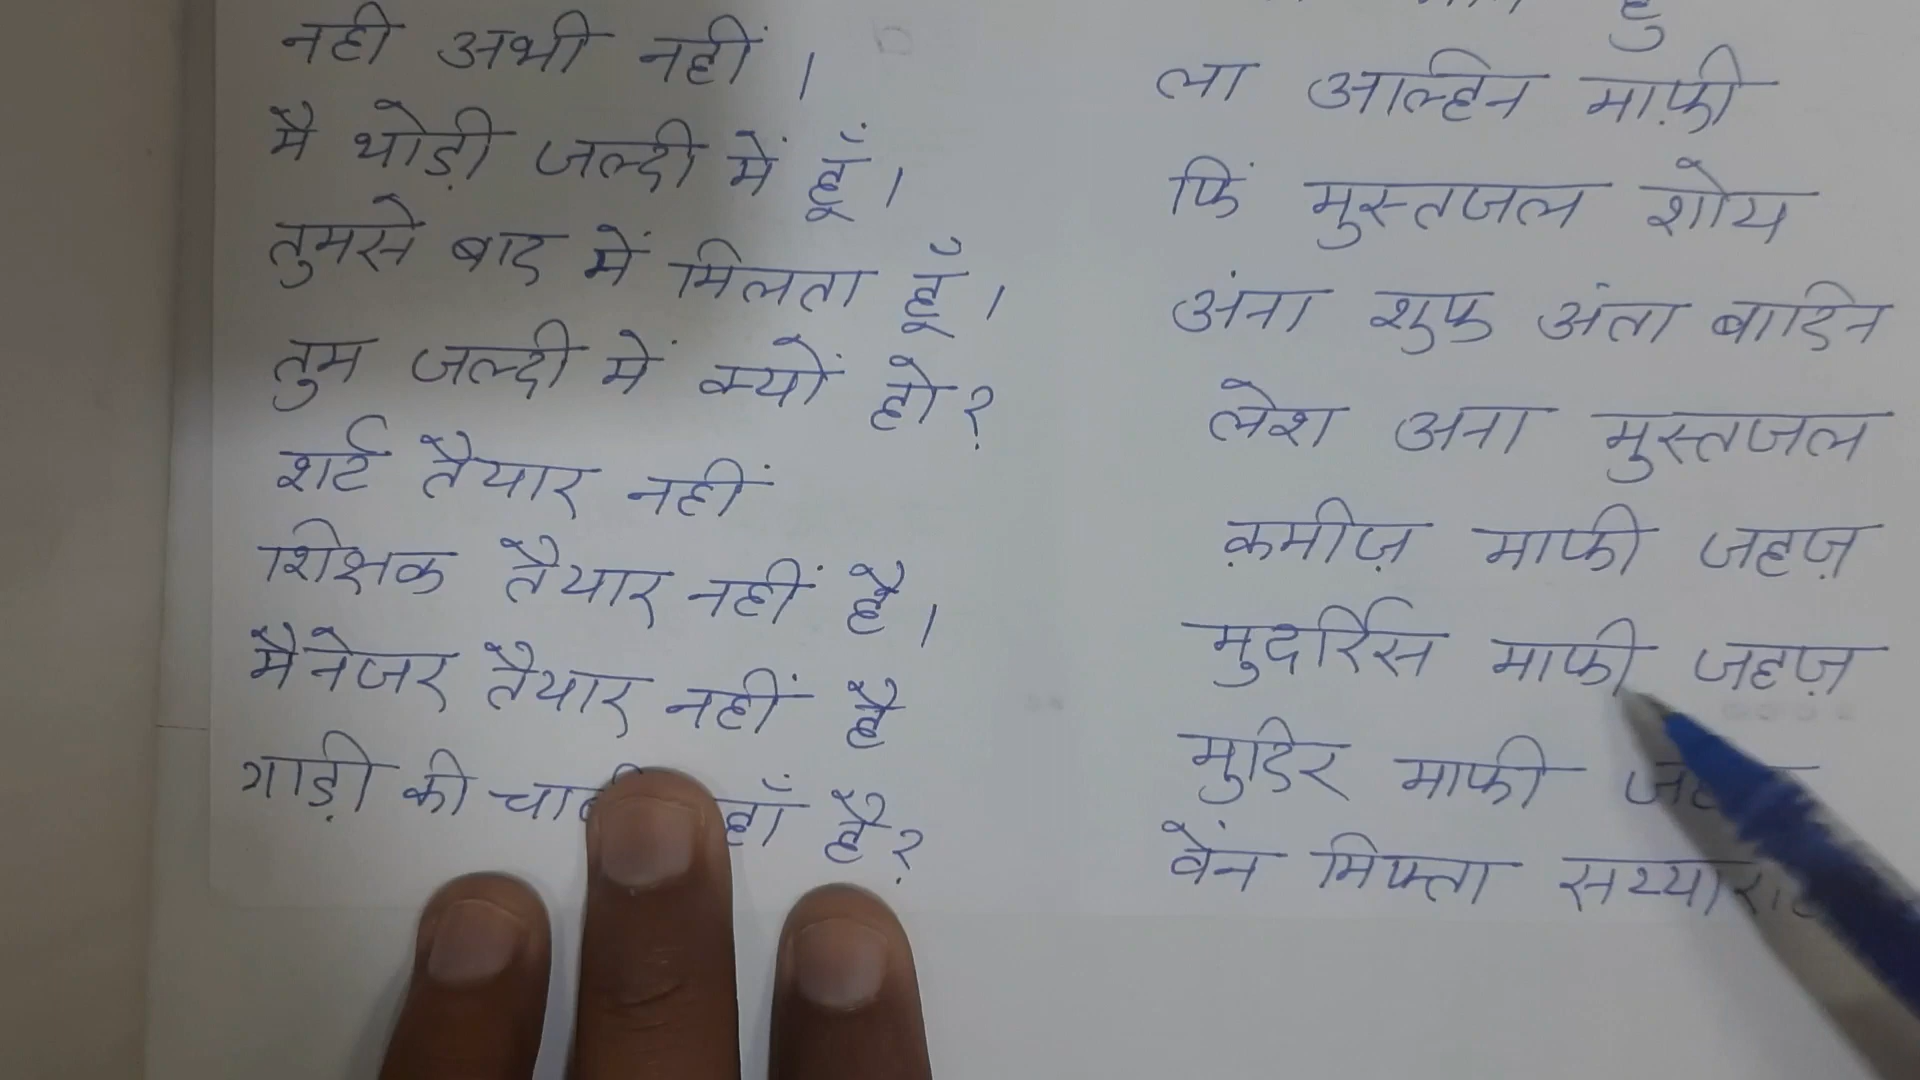 नही अभी नहीं ।
मै थोड़ी जल्दी में हूँ ।
तुमसे बाद में मिलता हूँ ।
तुम जल्दी में क्यों हो ?
शर्ट तैयार नहीं
शिक्षक तैयार नहीं है ।
मैनेजर तैयार नहीं है
गाड़ी की है ?
ला आल्हिन माफ़ी
फिं मुस्तजल शोय
अंना शुफ अंता बादिन
लेश अना मुस्तजल
क़मीज़ माफी जहज़
मुदर्रिस माफी जहज़
मुदिर माफी
वेंन मिफ्ता